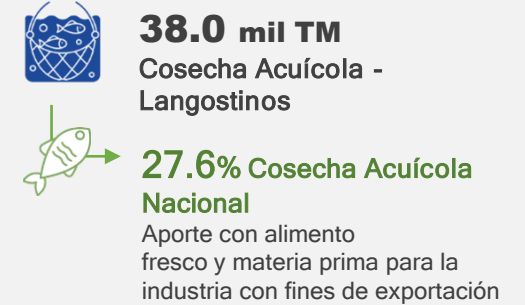 38.0 mil TM
Cosecha Acuícola -
Langostinos
27.6% Cosecha Acuícola
Nacional
Aporte con alimento
fresco y materia prima para la
industria con fines de exportación